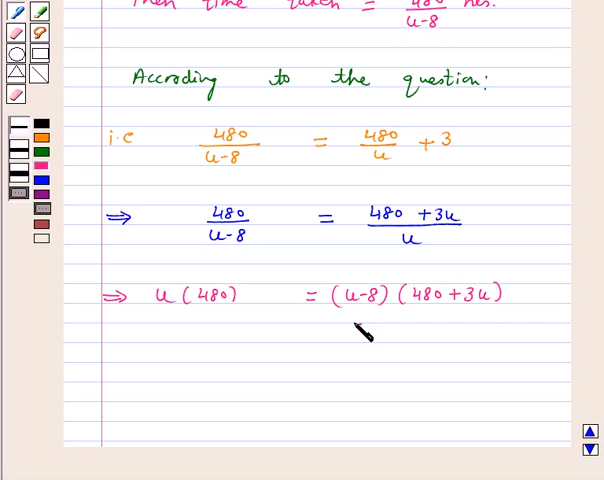 Then time taken = 480/u-8 hrs.
Accroding to the question:
i.e 480/u-8 = 480/u + 3
⇒ 480/u-8 = 480 + 3u/u
⇒ u (480) = (u-8) (480 + 3u)